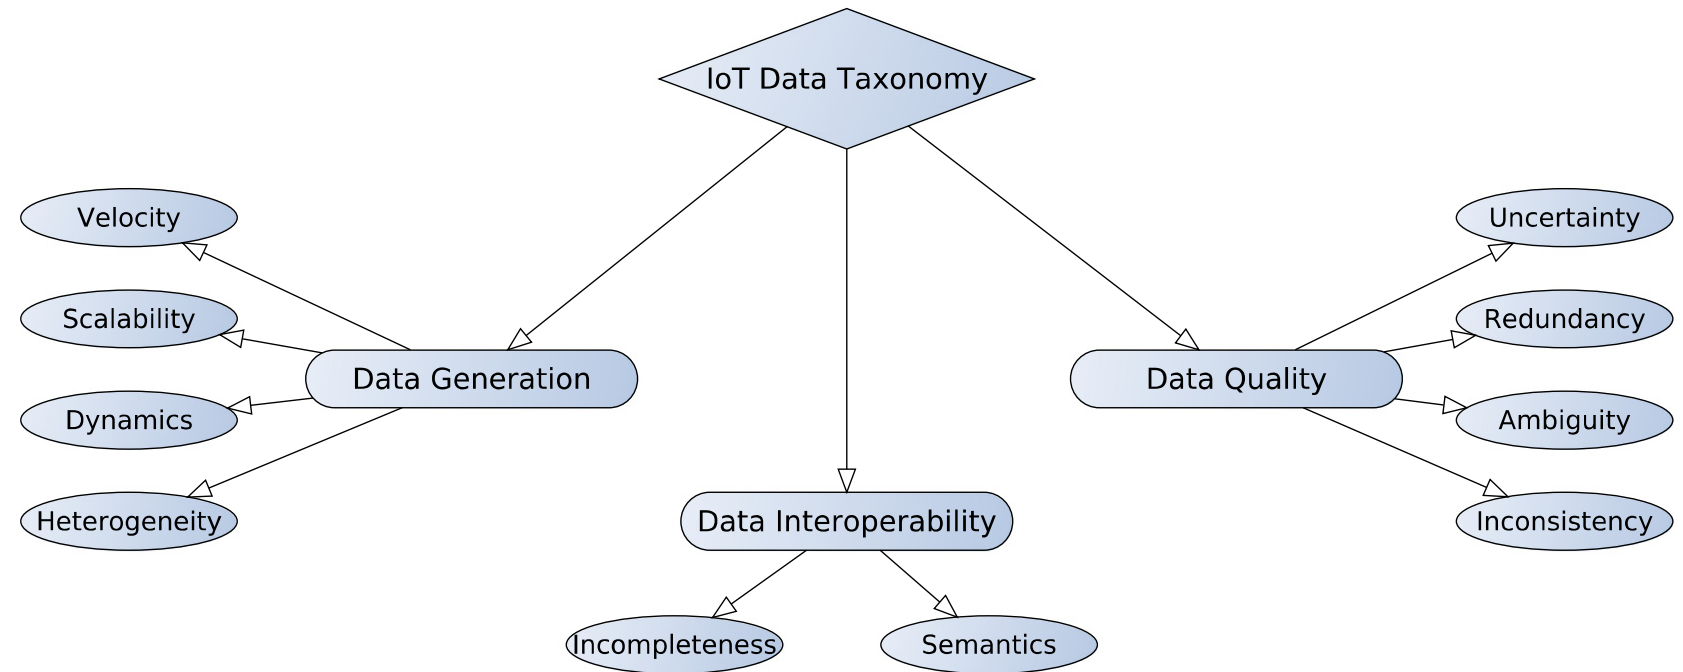 IoT Data Taxonomy
Velocity
Uncertainty
Scalability
Redundancy
Data Generation
Data Quality
Dynamics
Ambiguity
Heterogeneity
Data Interoperability
Inconsistency
Incompleteness
Semantics